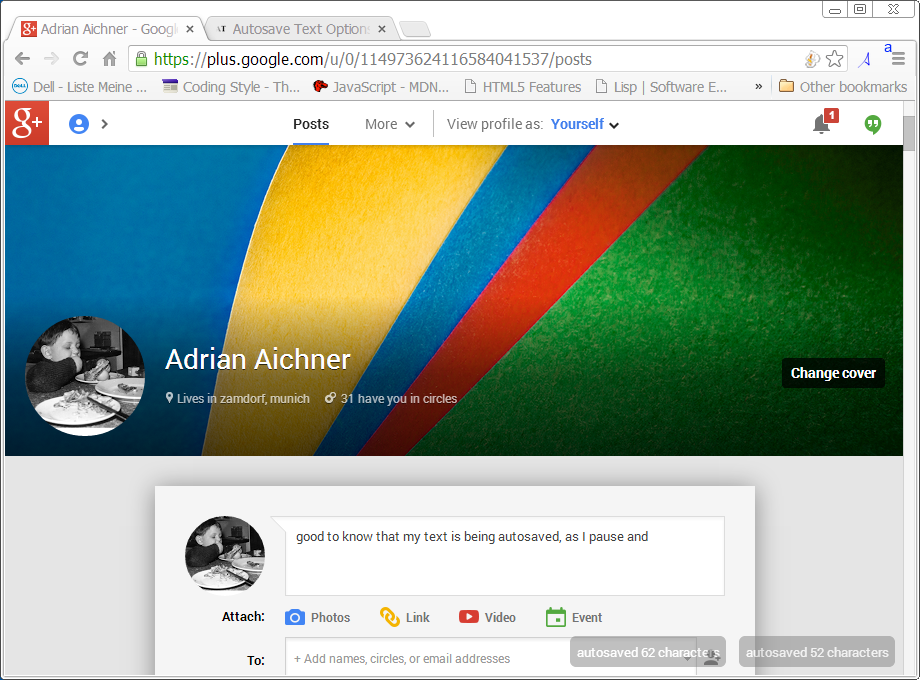 Adrian Aichner - Googl
Autosave Text Option
https://plus.google.com/u/0/114973624116584041537/posts
a
Dell - Liste Meine ...
Coding Style - Th...
JavaScript - MDN...
HTML5 Features
Lisp | Software E...
»
Other bookmarks
g+
Posts
More
View profile as: Yourself
1
Adrian Aichner
Lives in zamdorf, munich
31 have you in circles
Change cover
good to know that my text is being autosaved, as I pause and
Attach:
Photos
Link
Video
Event
To:
+ Add names, circles, or email addresses
autosaved 62 characters
autosaved 52 characters